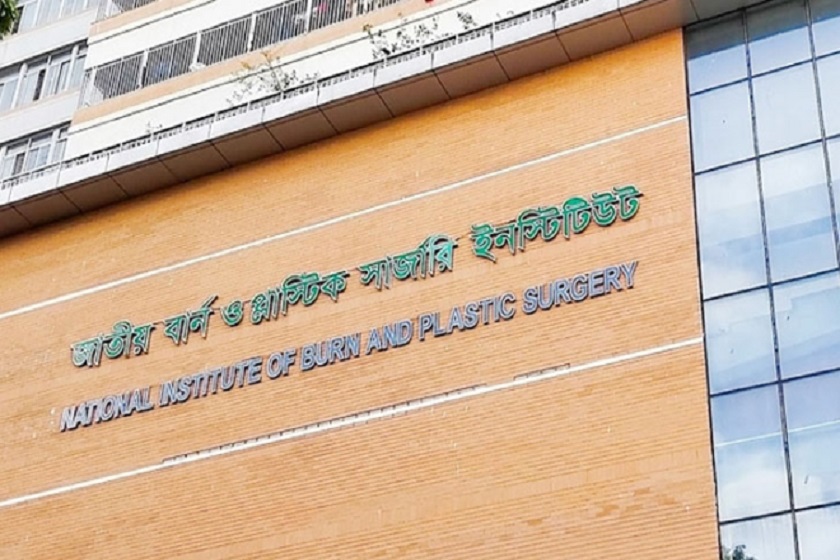 জাতীয় বার্ন ও প্লাস্টিক সার্জারি ইনস্টিটিউট
NATIONAL INSTITUTE OF BURN AND PLASTIC SURGERY